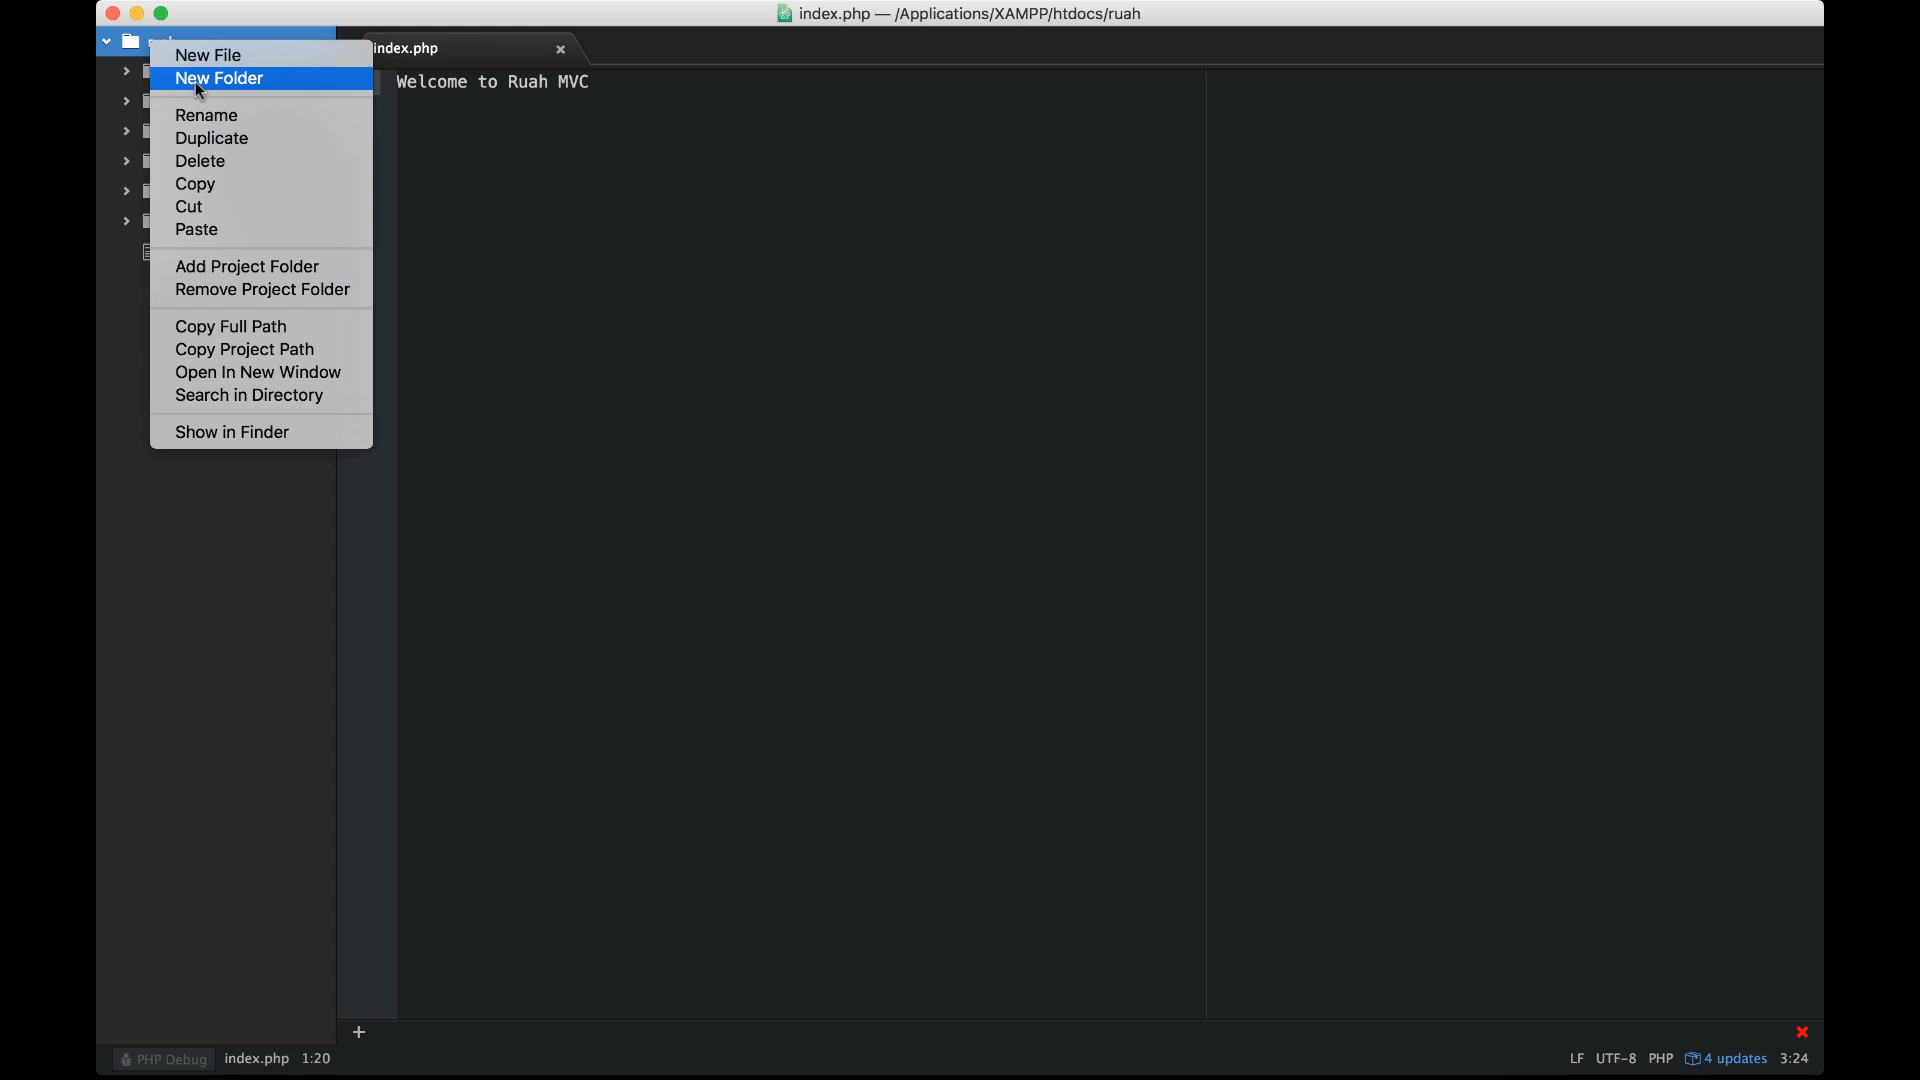 index.php — /Applications/XAMPP/htdocs/ruah
index.php
Welcome to Ruah MVC
New File
New Folder
Rename
Duplicate
Delete
Copy
Cut
Paste
Add Project Folder
Remove Project Folder
Copy Full Path
Copy Project Path
Open In New Window
Search in Directory
Show in Finder
PHP Debug index.php 1:20 LF UTF-8 PHP 4 updates 3:24